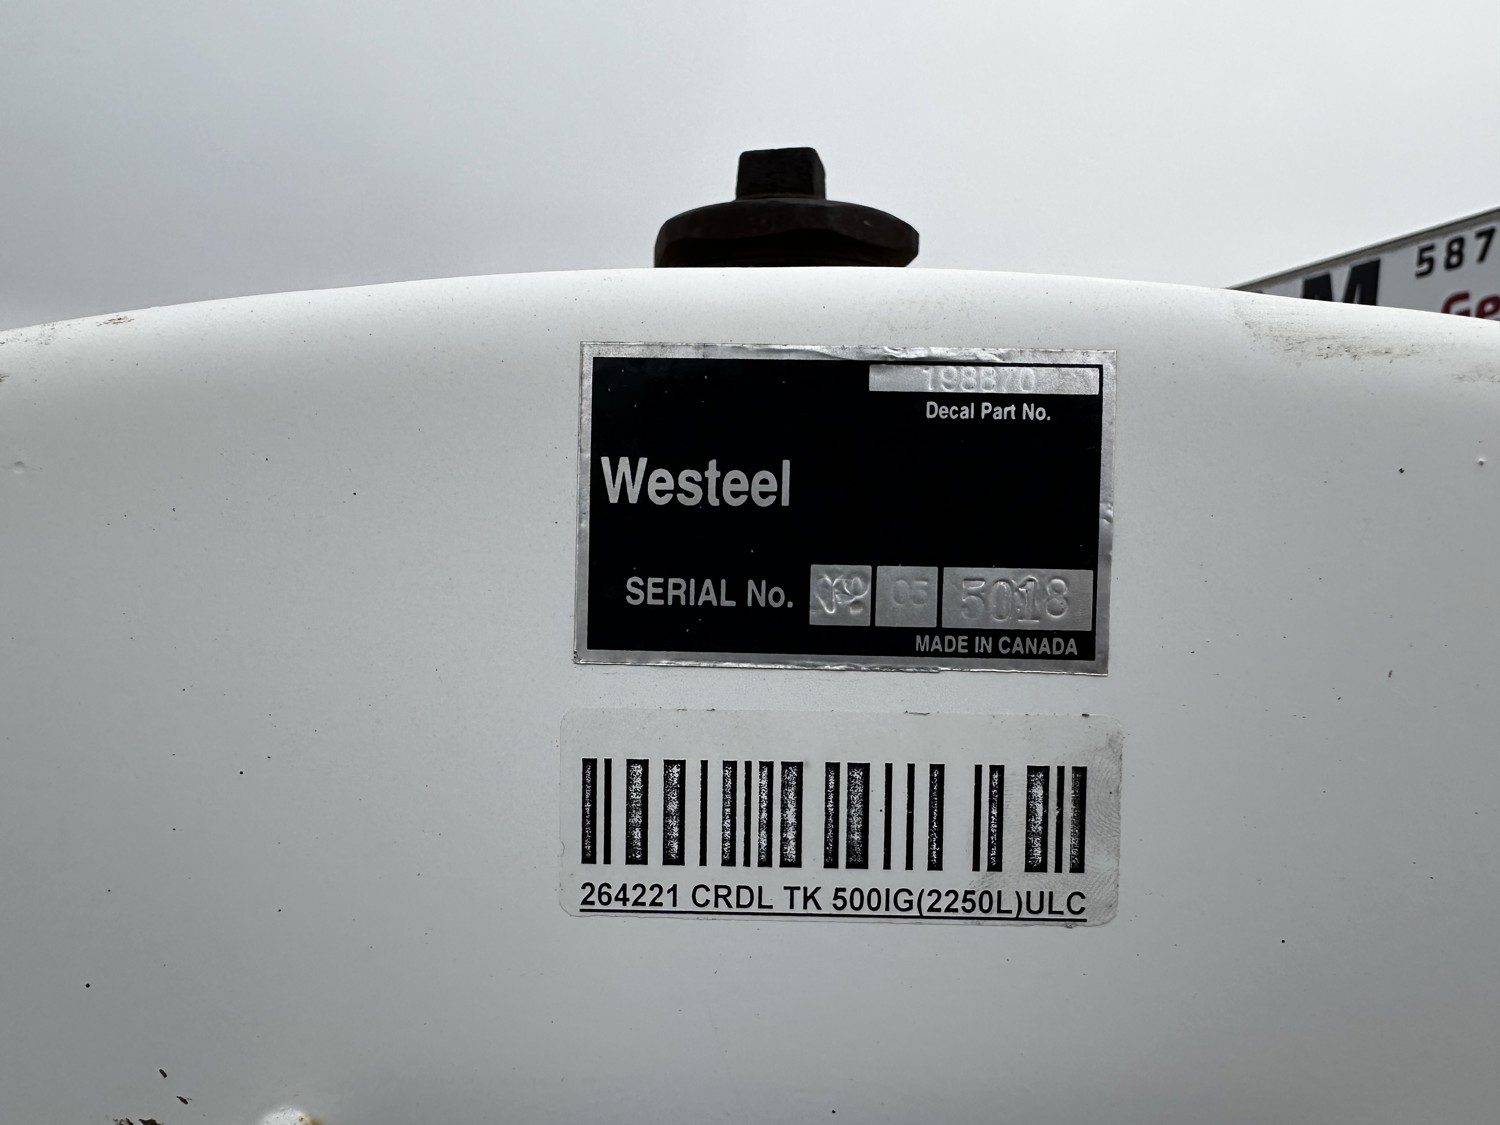 587
M
Ge
198870
Decal Part No.
Westeel
SERIAL No. 05 5018
MADE IN CANADA
264221 CRDL TK 500IG(2250L)ULC